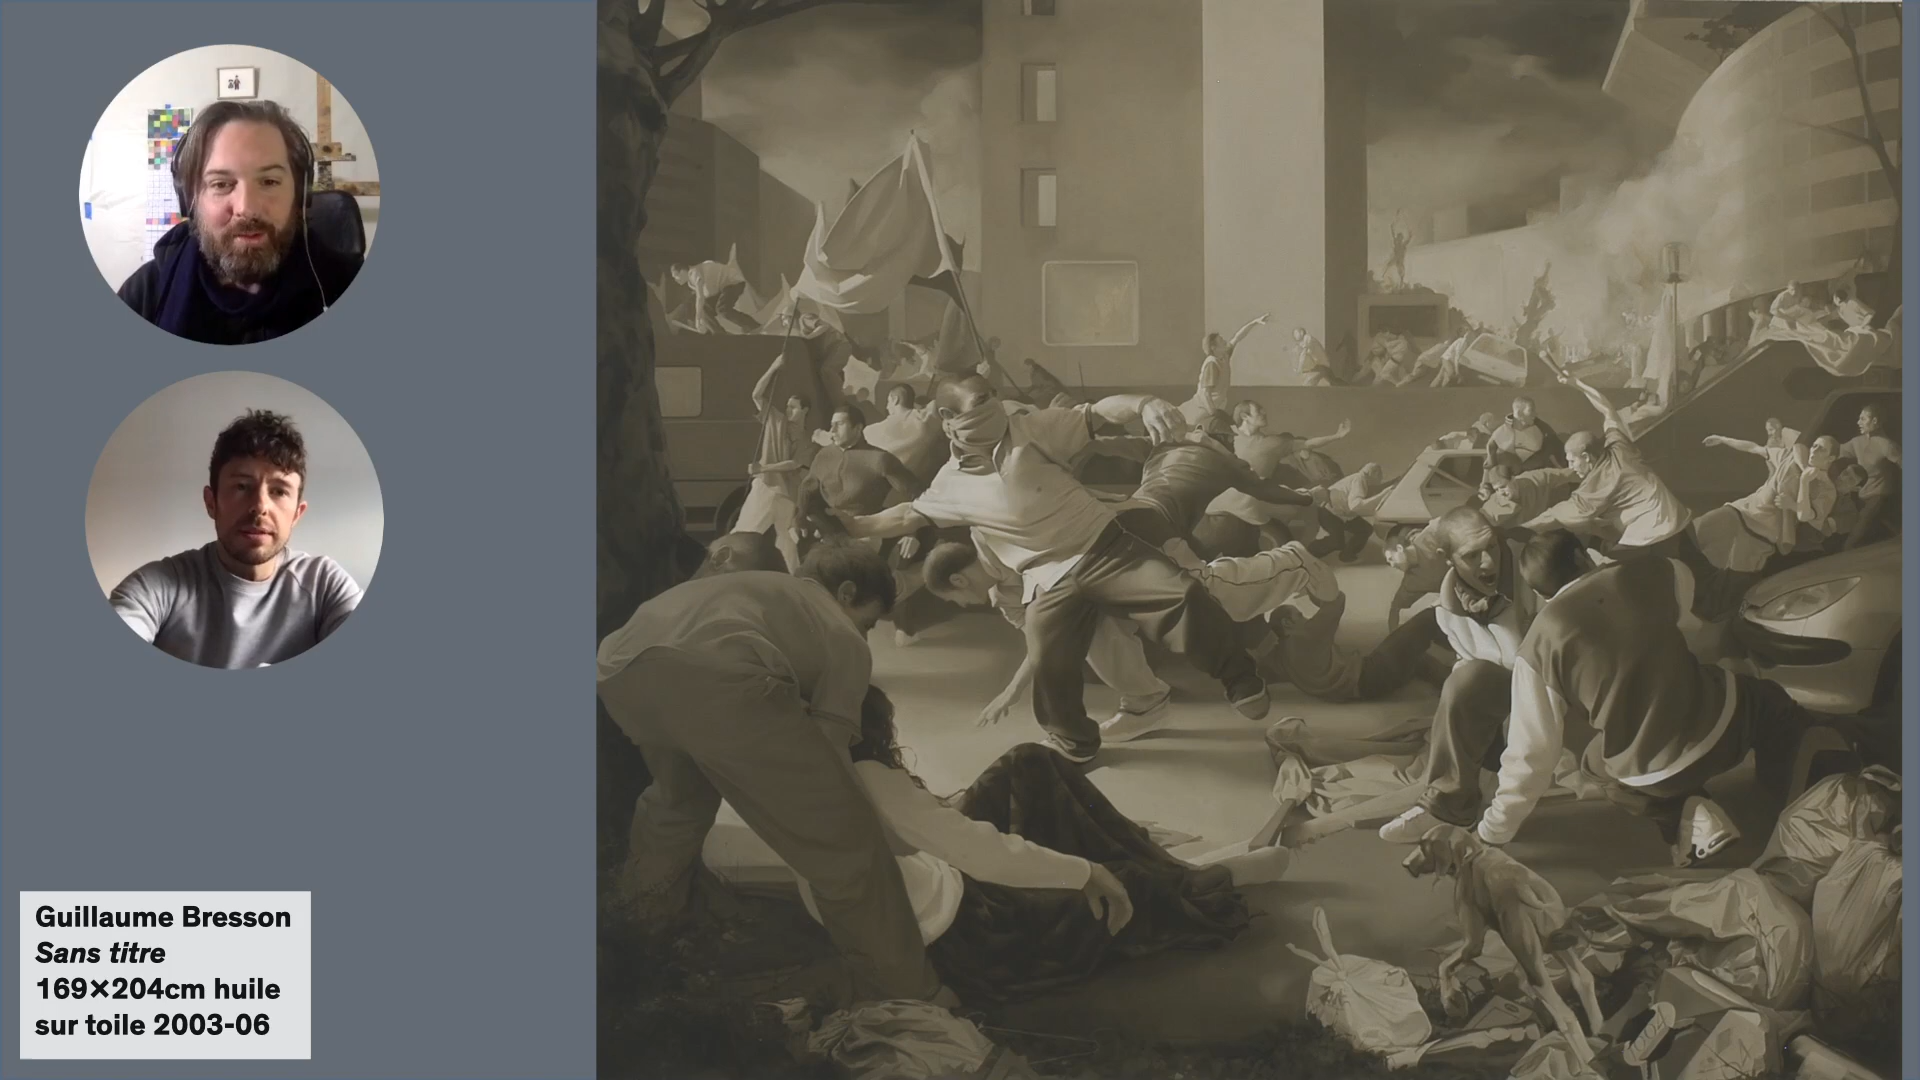 Guillaume Bresson
Sans titre
169×204cm huile
sur toile 2003-06